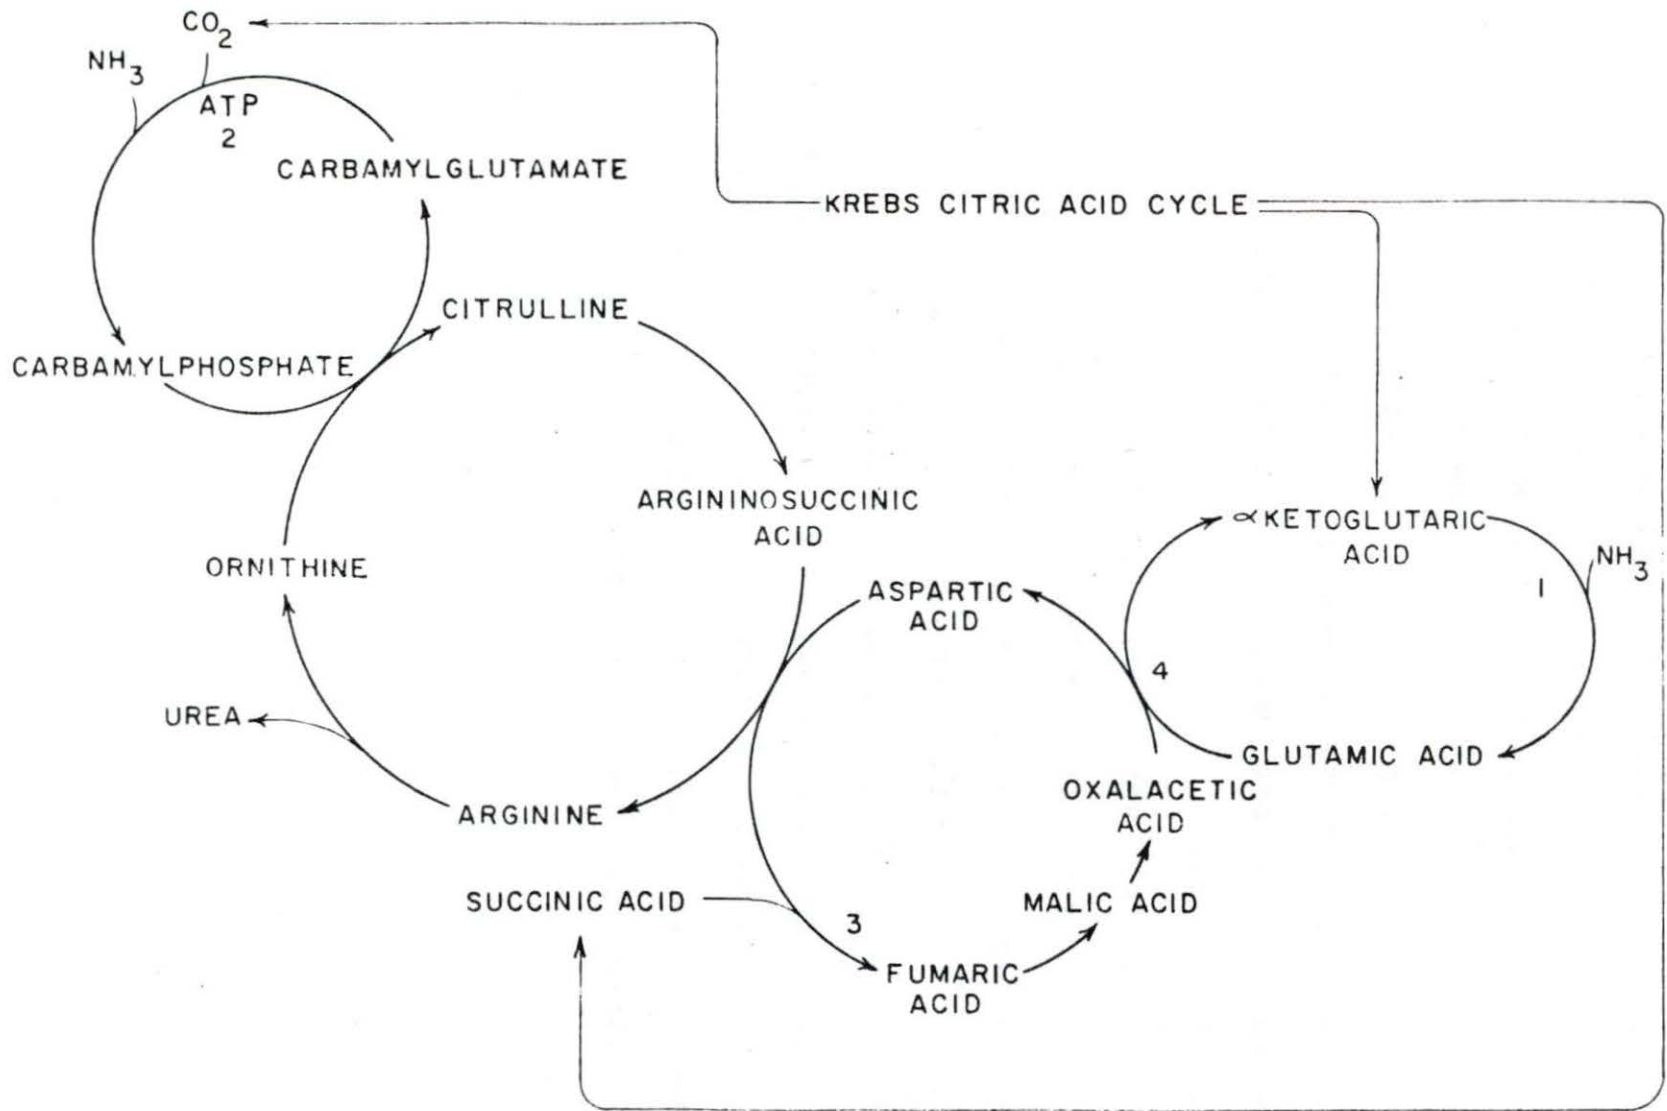 CO2
NH3
ATP
2
CARBAMYLGLUTAMATE
KREBS CITRIC ACID CYCLE
CITRULLINE
CARBAMYLPHOSPHATE
ARGININOSUCCINIC
ACID
∝KETOGLUTARIC
ACID
NH3
1
ORNITHINE
ASPARTIC
ACID
4
UREA
GLUTAMIC ACID
OXALACETIC
ACID
ARGININE
SUCCINIC ACID
MALIC ACID
3
FUMARIC
ACID